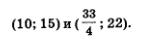 (10; 15) и (33/4; 22).